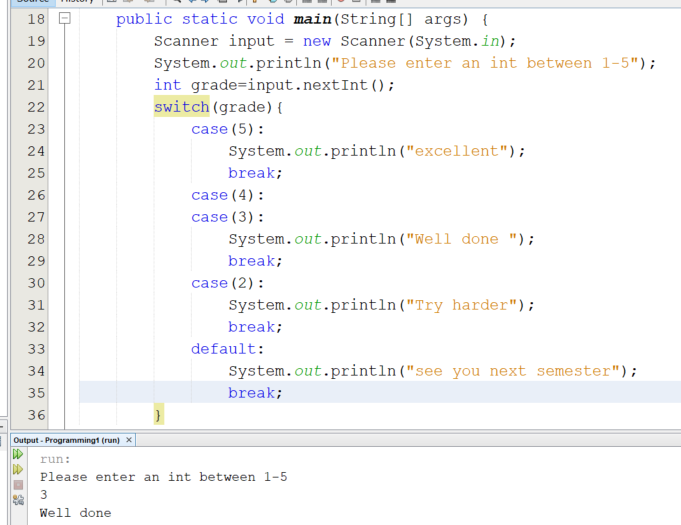 Source History
18 public static void main(String[] args) {
19 Scanner input = new Scanner(System.in);
20 System.out.println("Please enter an int between 1-5");
21 int grade=input.nextInt();
22 switch(grade){
23 case(5):
24 System.out.println("excellent");
25 break;
26 case(4):
27 case(3):
28 System.out.println("Well done ");
29 break;
30 case(2):
31 System.out.println("Try harder");
32 break;
33 default:
34 System.out.println("see you next semester");
35 break;
36 }
Output - Programming1 (run) ×
run:
Please enter an int between 1-5
3
Well done